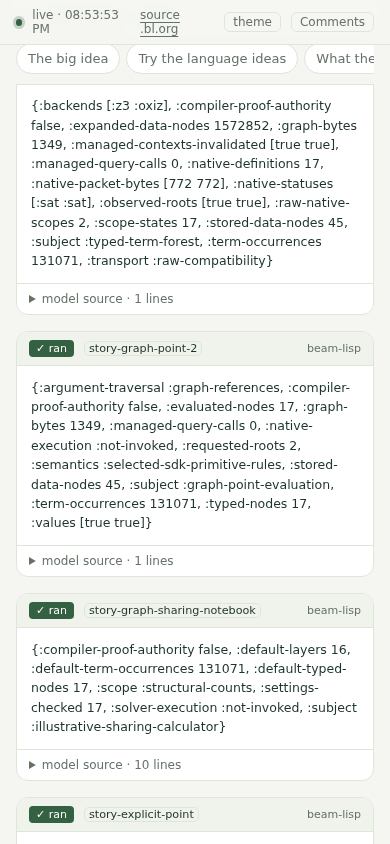 live · 08:53:53 PM
source .bl.org
theme
Comments
The big idea
Try the language ideas
What the
{:backends [:z3 :oxiz], :compiler-proof-authority
false, :expanded-data-nodes 1572852, :graph-bytes
1349, :managed-contexts-invalidated [true true],
:managed-query-calls 0, :native-definitions 17,
:native-packet-bytes [772 772], :native-statuses
[:sat :sat], :observed-roots [true true], :raw-native-
scopes 2, :scope-states 17, :stored-data-nodes 45,
:subject :typed-term-forest, :term-occurrences
131071, :transport :raw-compatibility}
▶ model source · 1 lines
✓ ran story-graph-point-2 beam-lisp
{:argument-traversal :graph-references, :compiler-
proof-authority false, :evaluated-nodes 17, :graph-
bytes 1349, :managed-query-calls 0, :native-
execution :not-invoked, :requested-roots 2,
:semantics :selected-sdk-primitive-rules, :stored-
data-nodes 45, :subject :graph-point-evaluation,
:term-occurrences 131071, :typed-nodes 17,
:values [true true]}
▶ model source · 1 lines
✓ ran story-graph-sharing-notebook beam-lisp
{:compiler-proof-authority false, :default-layers 16,
:default-term-occurrences 131071, :default-typed-
nodes 17, :scope :structural-counts, :settings-
checked 17, :solver-execution :not-invoked, :subject
:illustrative-sharing-calculator}
▶ model source · 10 lines
✓ ran story-explicit-point beam-lisp